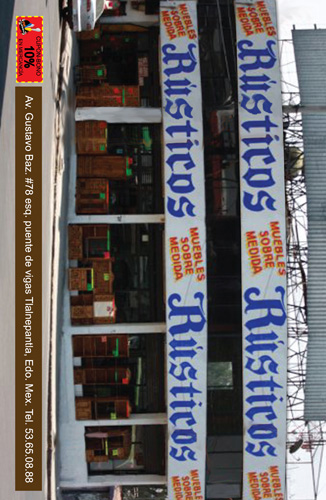 MUEBLES
SOBRE
MEDIDA
Rústicos
MUEBLES
SOBRE
MEDIDA
Rústicos
MUEBLES
SOBRE
MEDIDA
MUEBLES
SOBRE
MEDIDA
Rústicos
MUEBLES
SOBRE
MEDIDA
Rústicos
MUEBLES
SOBRE
MEDIDA
CUPON BONO
10%
Av. Gustavo Baz. #78 esq. puente de vigas Tlalnepantla, Edo. Mex. Tel. 53.65.08.88